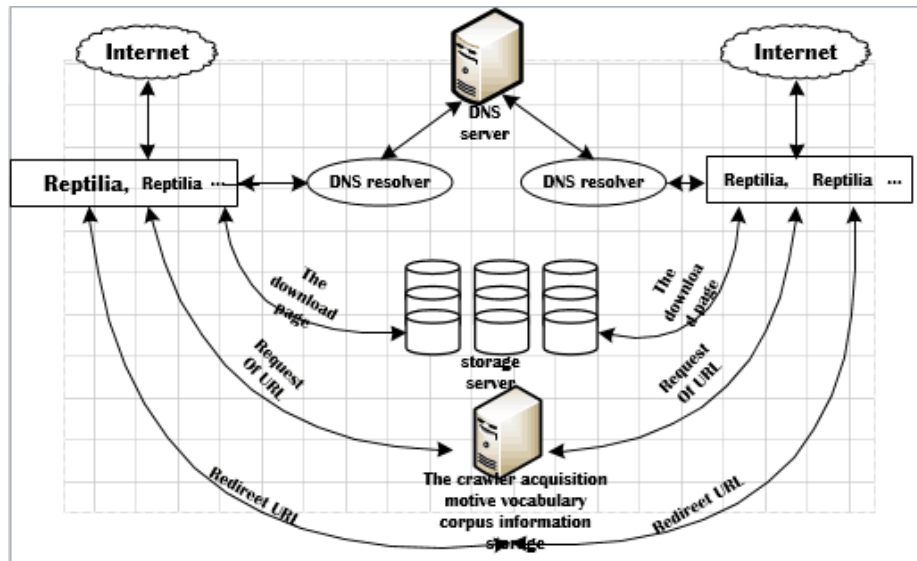 Internet
Internet
DNS
server
Reptilia, Reptilia ...
DNS resolver
DNS resolver
Reptilia, Reptilia ...
The
download
page
The
downloa
d page
storage
server
Request
Of URL
Request
Of URL
The crawler acquisition
motive vocabulary
corpus information
storage
Redireet URL
Redireet URL